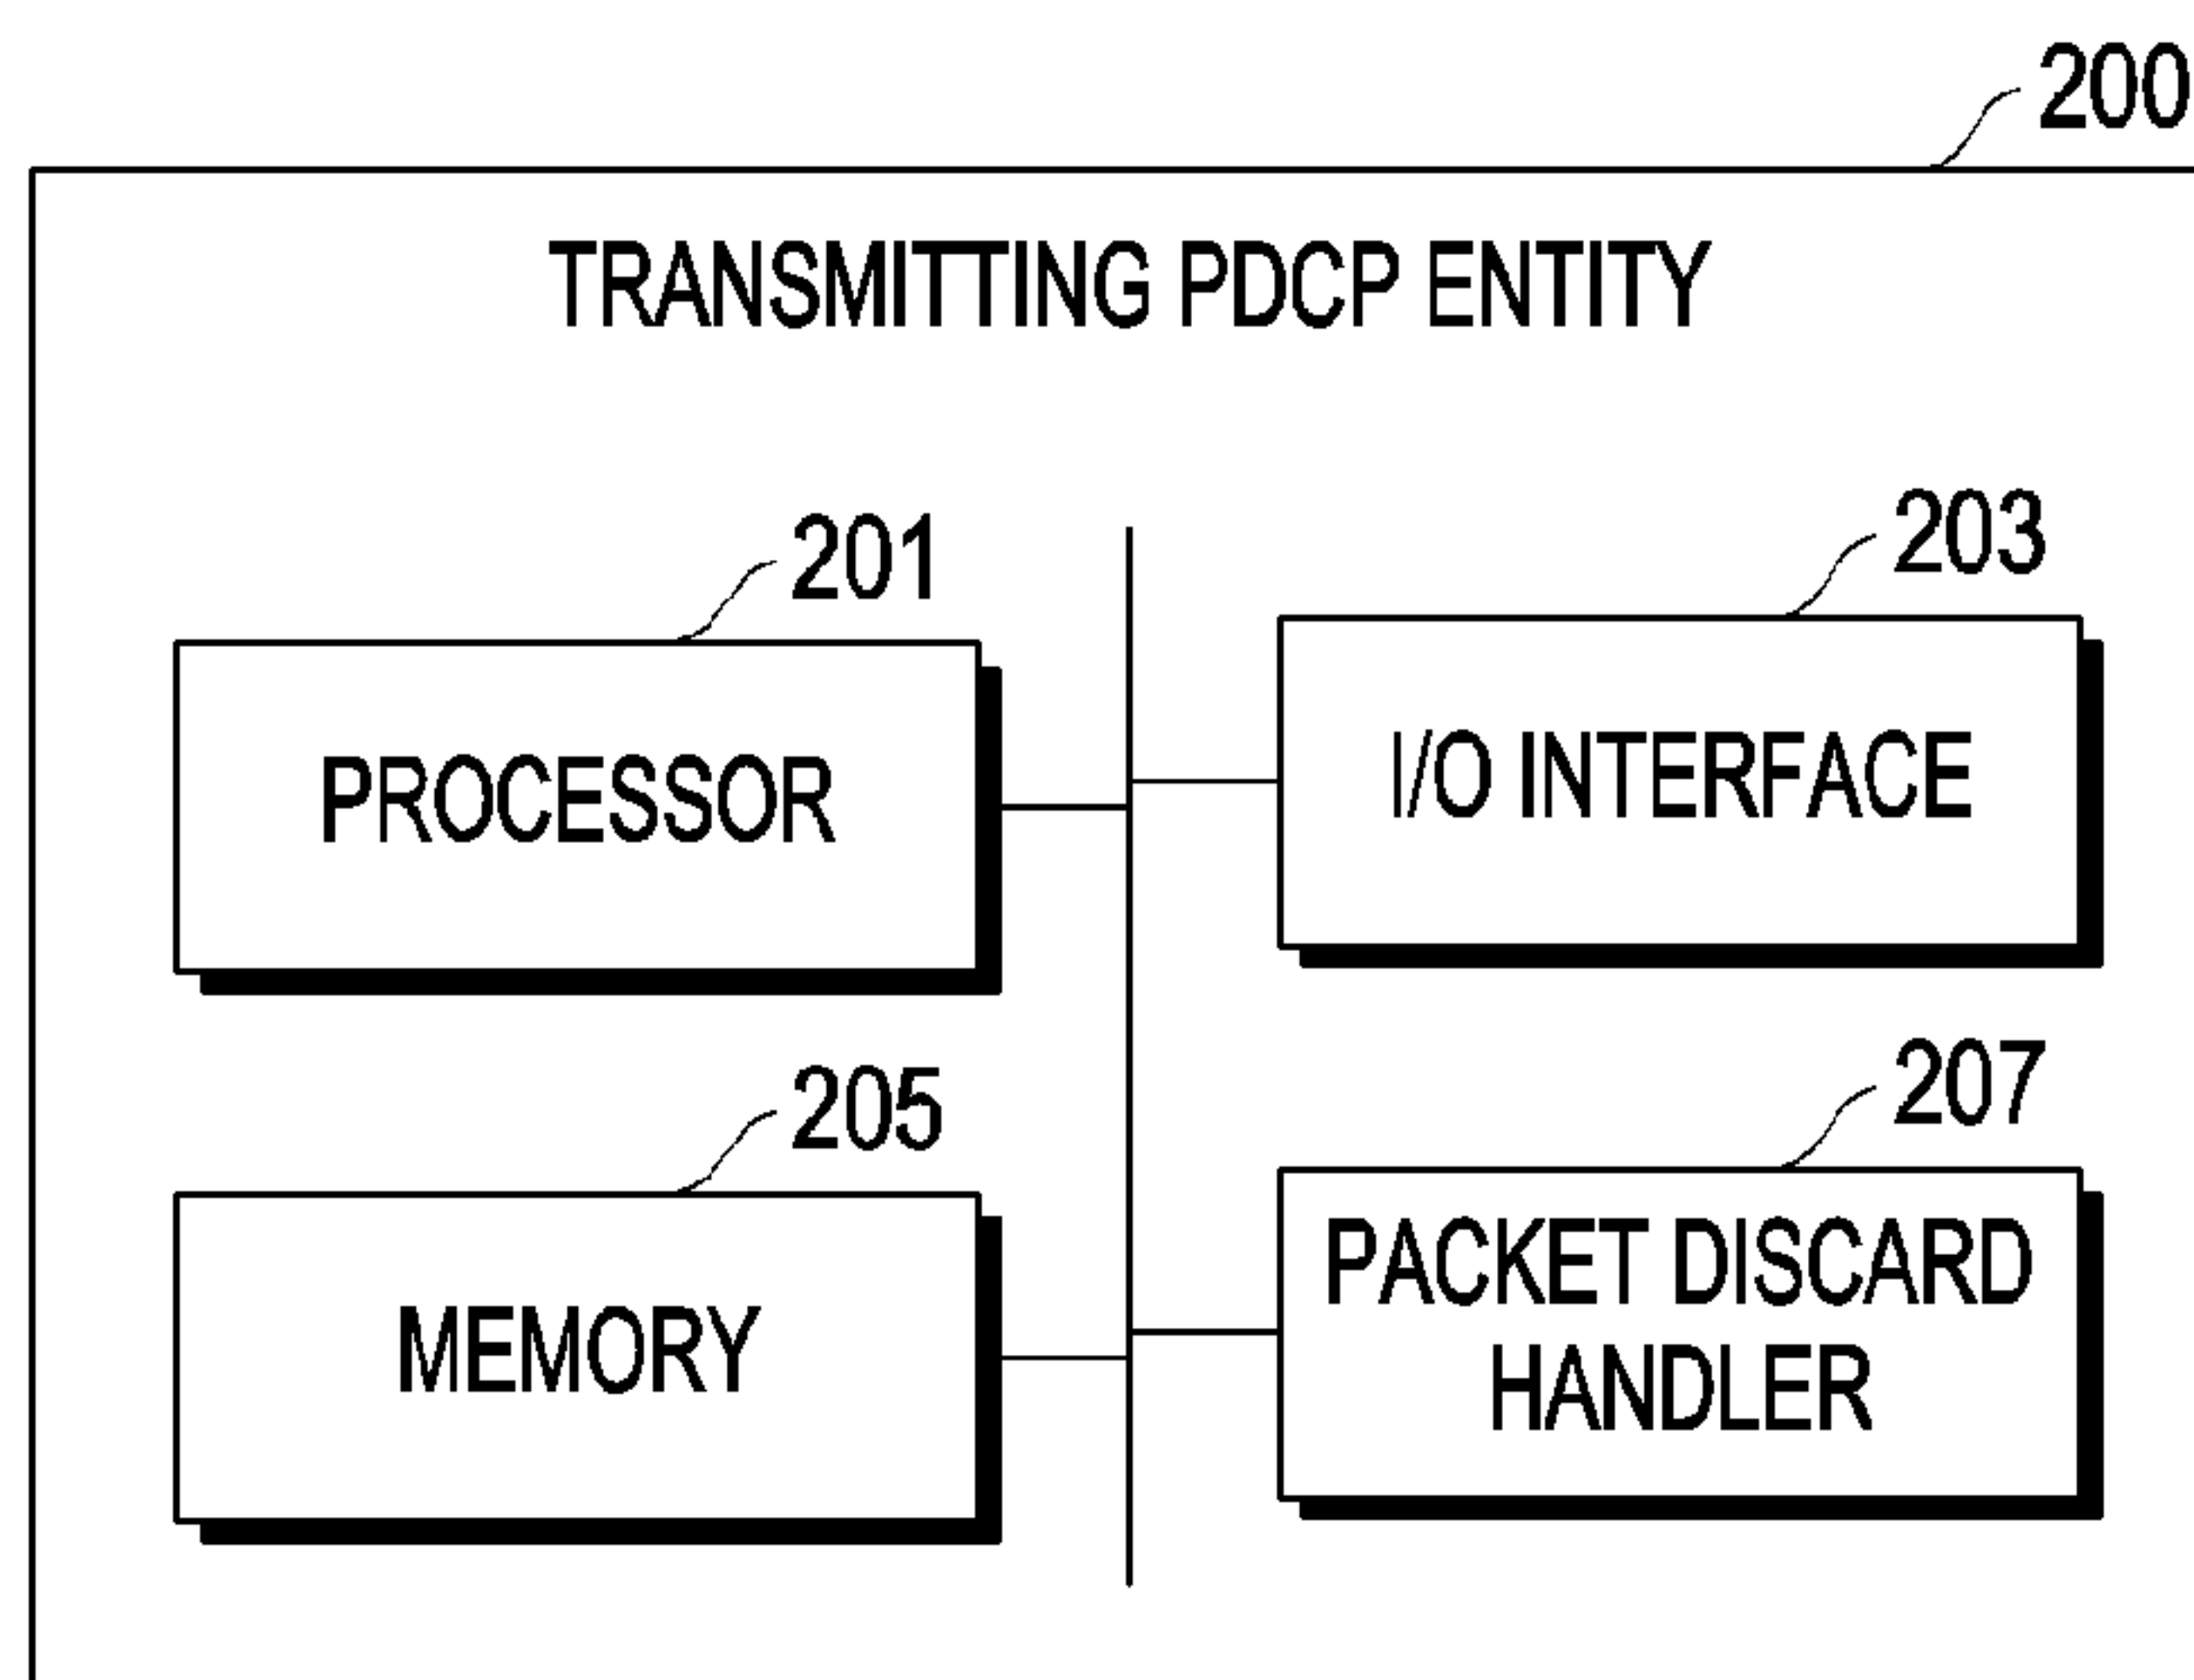 200
TRANSMITTING PDCP ENTITY
201
203
PROCESSOR
I/O INTERFACE
205
207
MEMORY
PACKET DISCARD
HANDLER